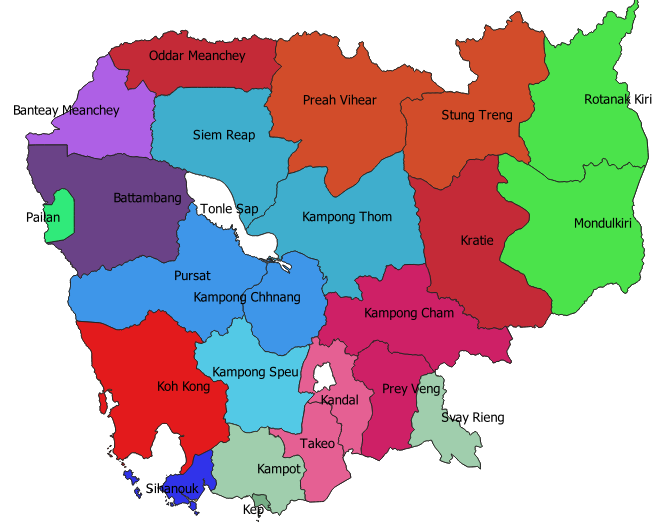 Oddar Meanchey
Banteay Meanchey
Preah Vihear
Stung Treng
Rotanak Kiri
Siem Reap
Battambang
Pailan
Tonle Sap
Kampong Thom
Kratie
Mondulkiri
Pursat
Kampong Chhnang
Kampong Cham
Koh Kong
Kampong Speu
Kandal
Prey Veng
Svay Rieng
Takeo
Kampot
Sihanouk
Kep